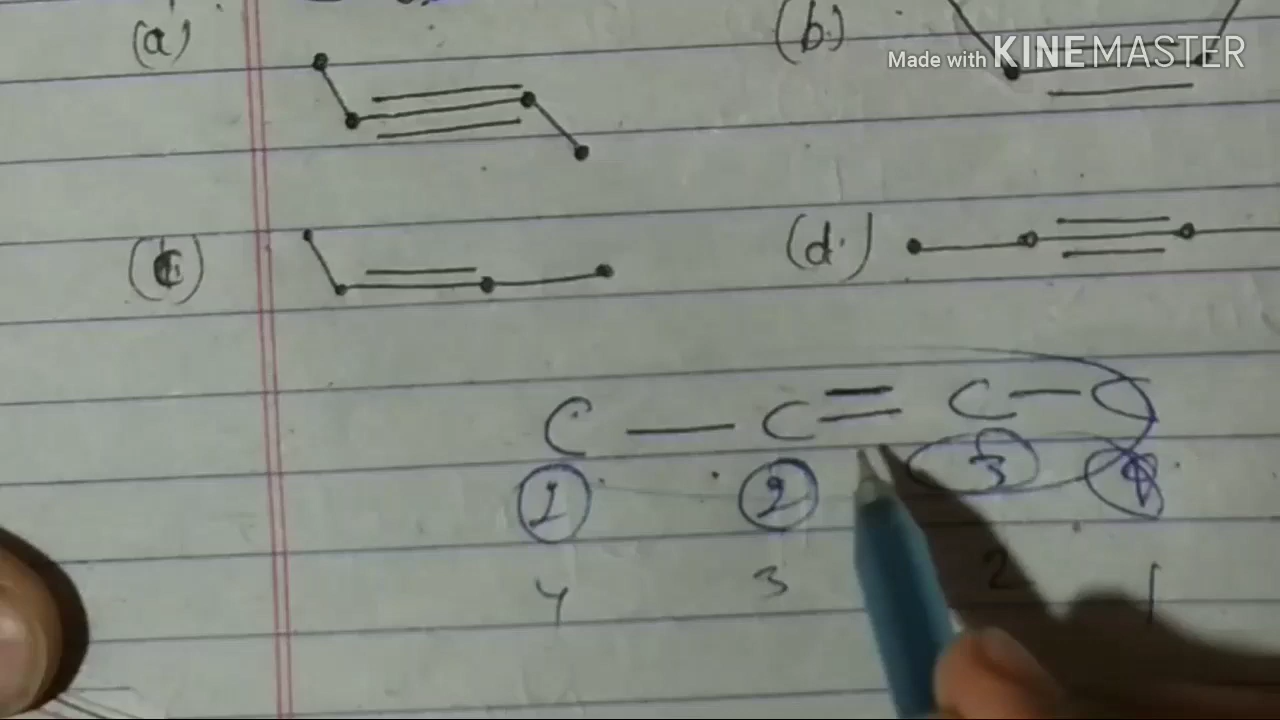 (a)
(b.)
Made with KINEMASTER
(c)
(d.)
C — C = C — C
1 2 3 4
4 3 2 1